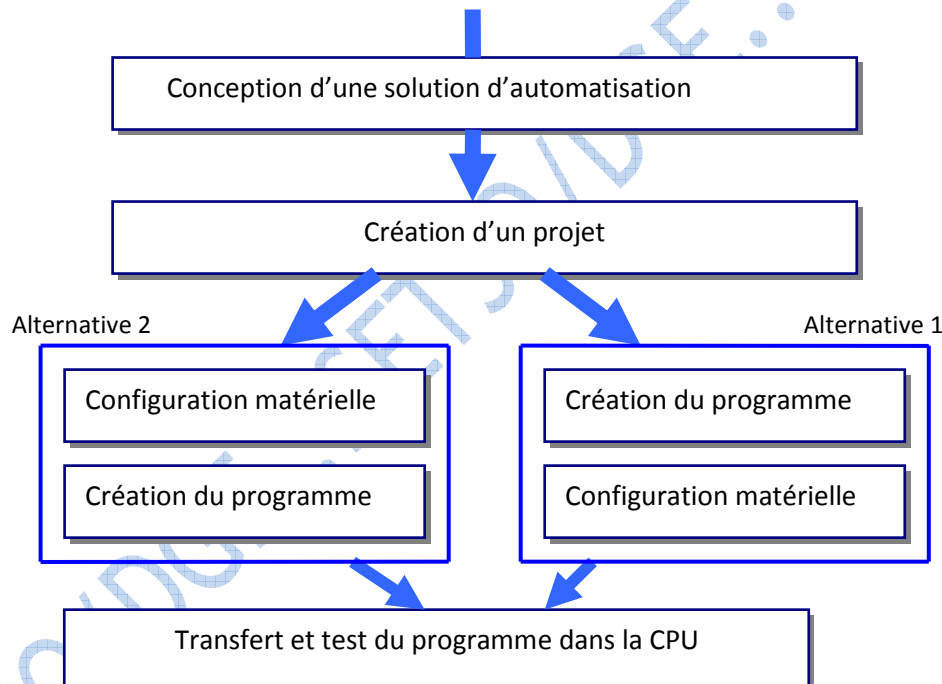 Conception d’une solution d’automatisation
Création d’un projet
Alternative 2
Alternative 1
Configuration matérielle
Création du programme
Création du programme
Configuration matérielle
Transfert et test du programme dans la CPU